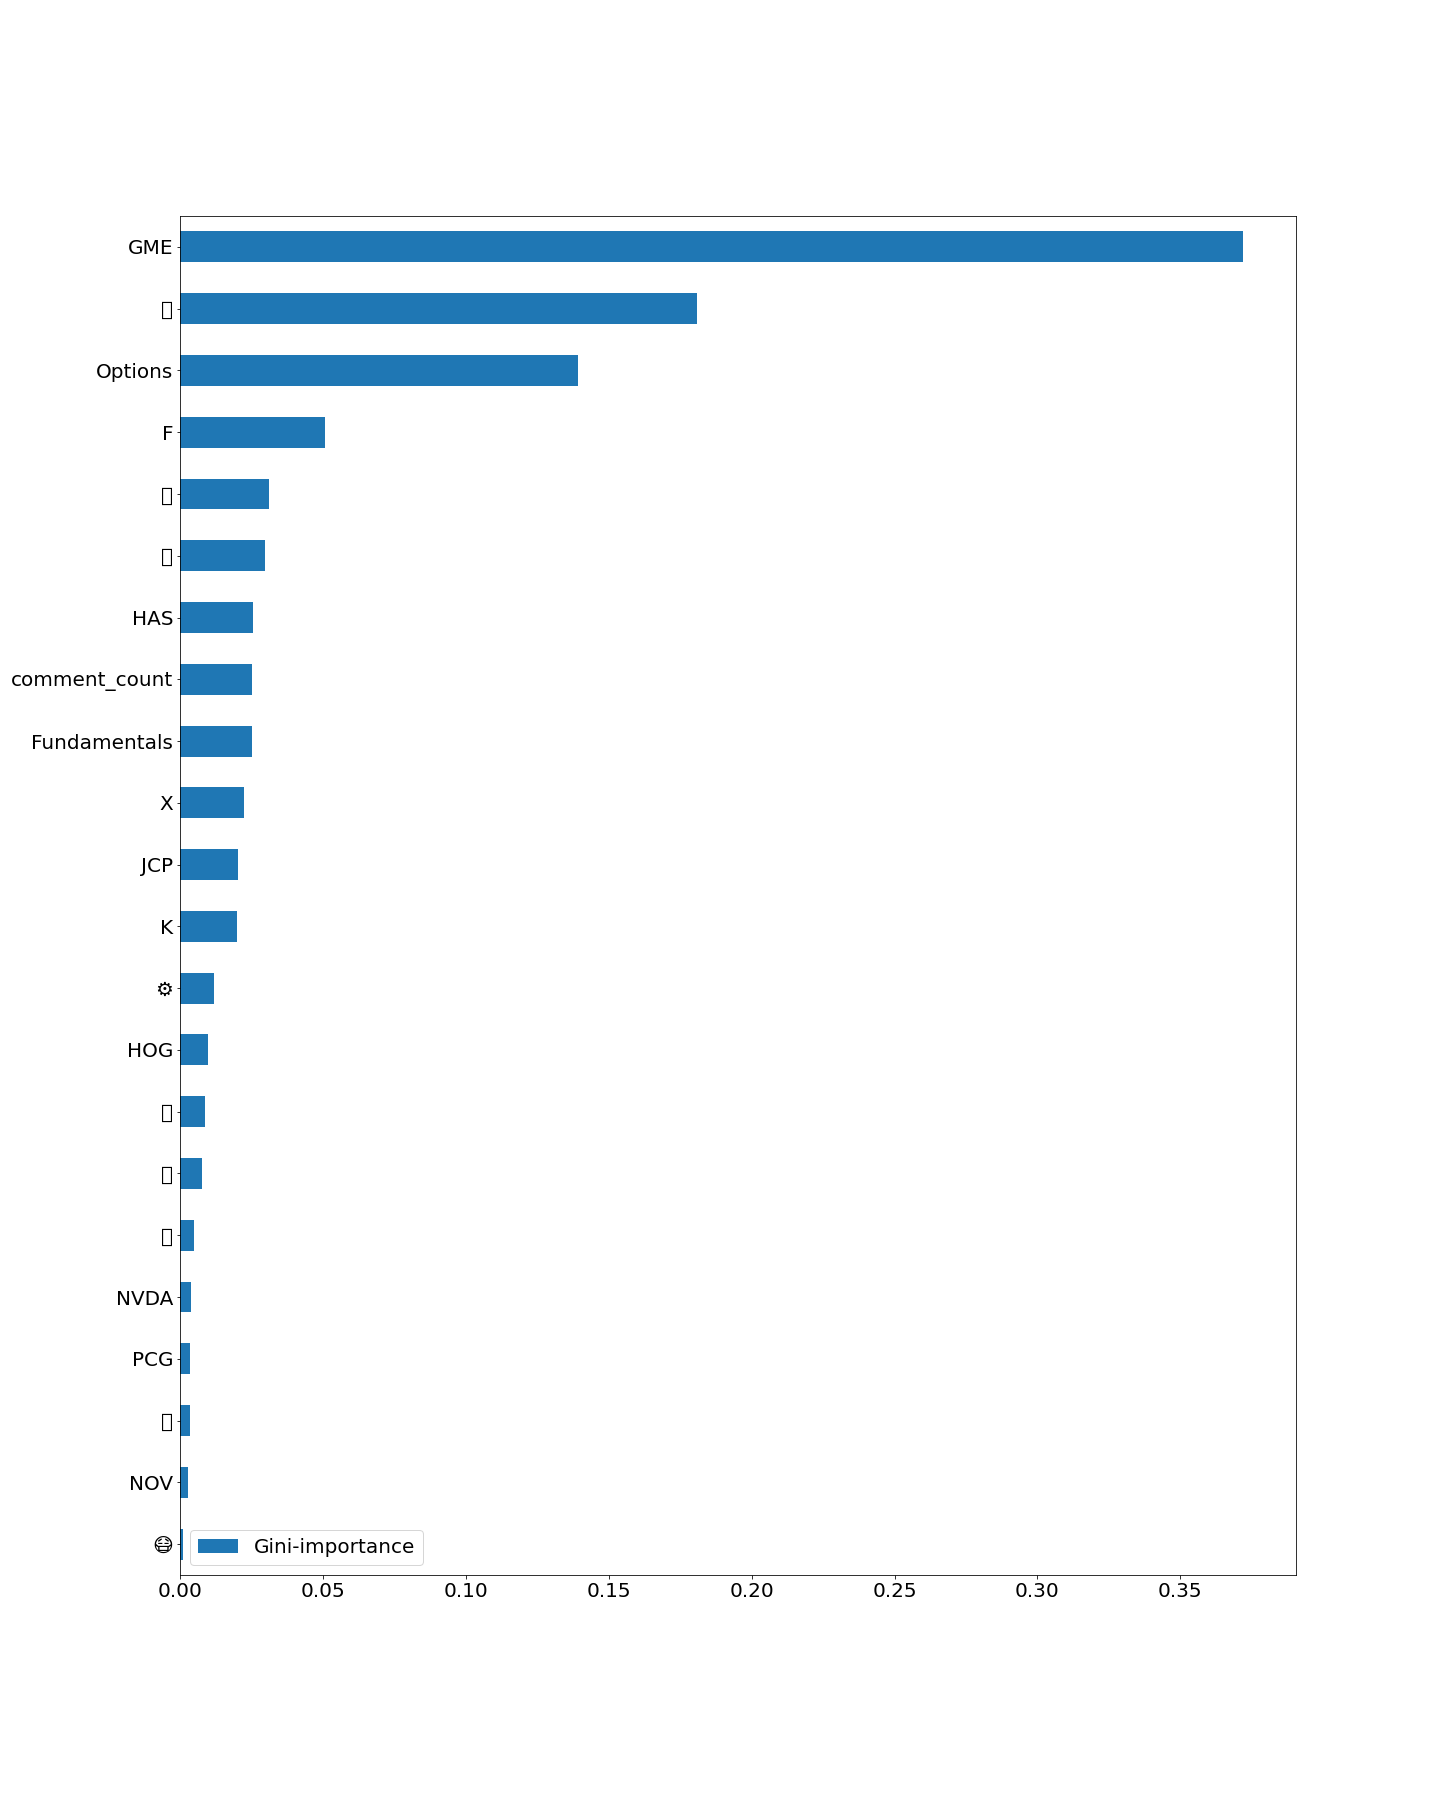 GME
Options
F
HAS
comment_count
Fundamentals
X
JCP
K
⚙
HOG
NVDA
PCG
NOV
Gini-importance
0.00 0.05 0.10 0.15 0.20 0.25 0.30 0.35